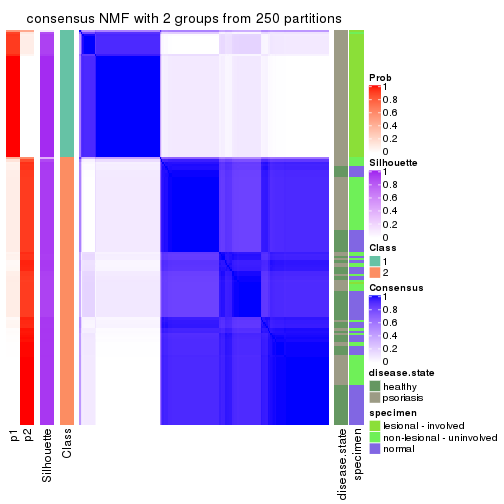 consensus NMF with 2 groups from 250 partitions
p1
p2
Silhouette
Class
disease.state
specimen
Prob
1
0.8
0.6
0.4
0.2
0
Silhouette
1
0.8
0.6
0.4
0.2
0
Class
1
2
Consensus
1
0.8
0.6
0.4
0.2
0
disease.state
healthy
psoriasis
specimen
lesional - involved
non-lesional - uninvolved
normal